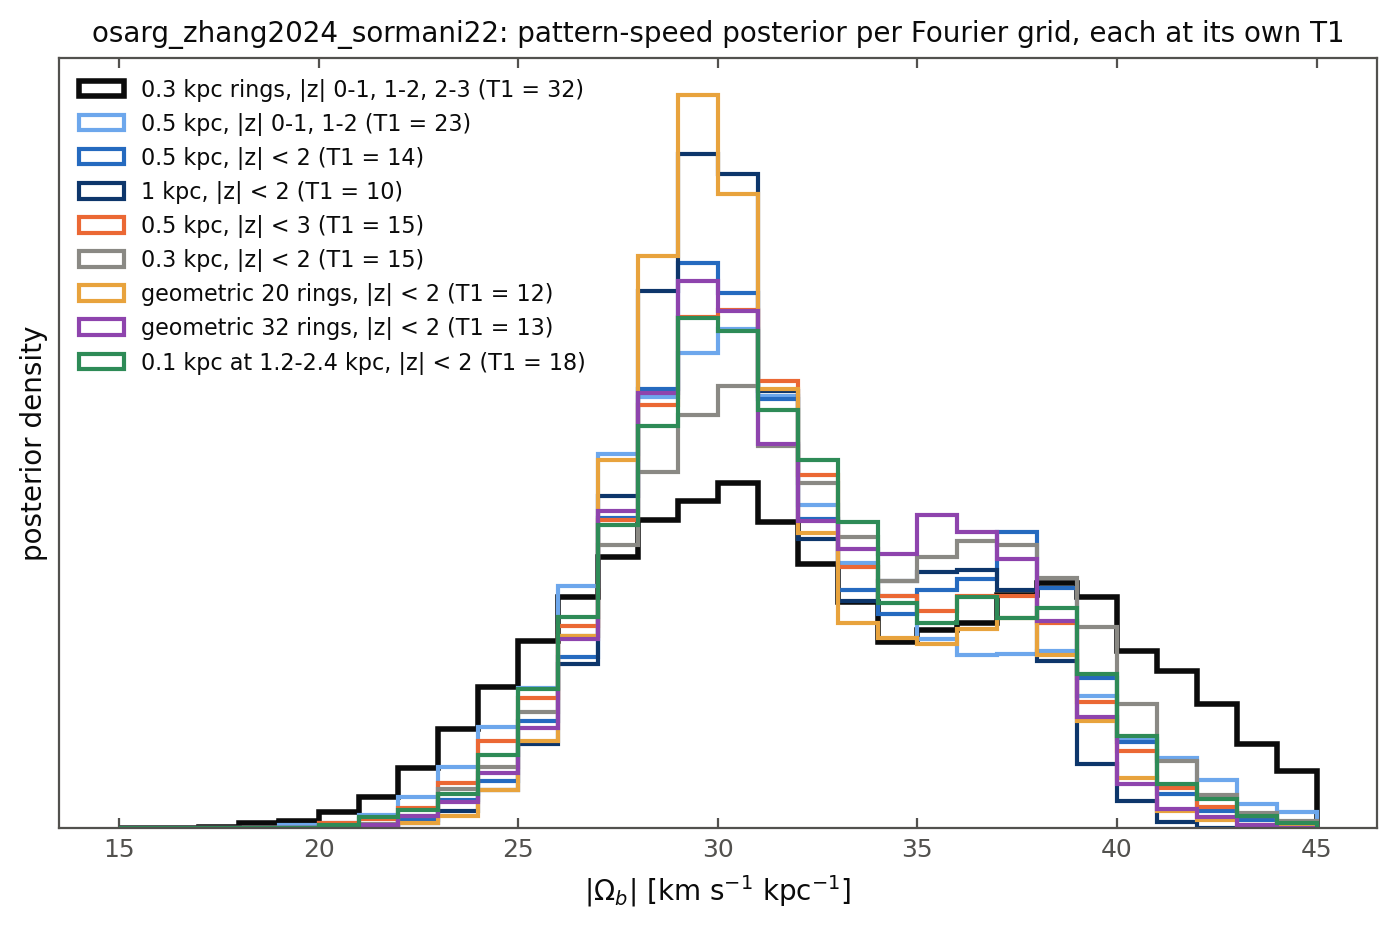 osarg_zhang2024_sormani22: pattern-speed posterior per Fourier grid, each at its own T1
0.3 kpc rings, |z| 0-1, 1-2, 2-3 (T1 = 32)
0.5 kpc, |z| 0-1, 1-2 (T1 = 23)
0.5 kpc, |z| < 2 (T1 = 14)
1 kpc, |z| < 2 (T1 = 10)
0.5 kpc, |z| < 3 (T1 = 15)
0.3 kpc, |z| < 2 (T1 = 15)
geometric 20 rings, |z| < 2 (T1 = 12)
geometric 32 rings, |z| < 2 (T1 = 13)
0.1 kpc at 1.2-2.4 kpc, |z| < 2 (T1 = 18)
posterior density
15 20 25 30 35 40 45
|Ω_b| [km s⁻¹ kpc⁻¹]